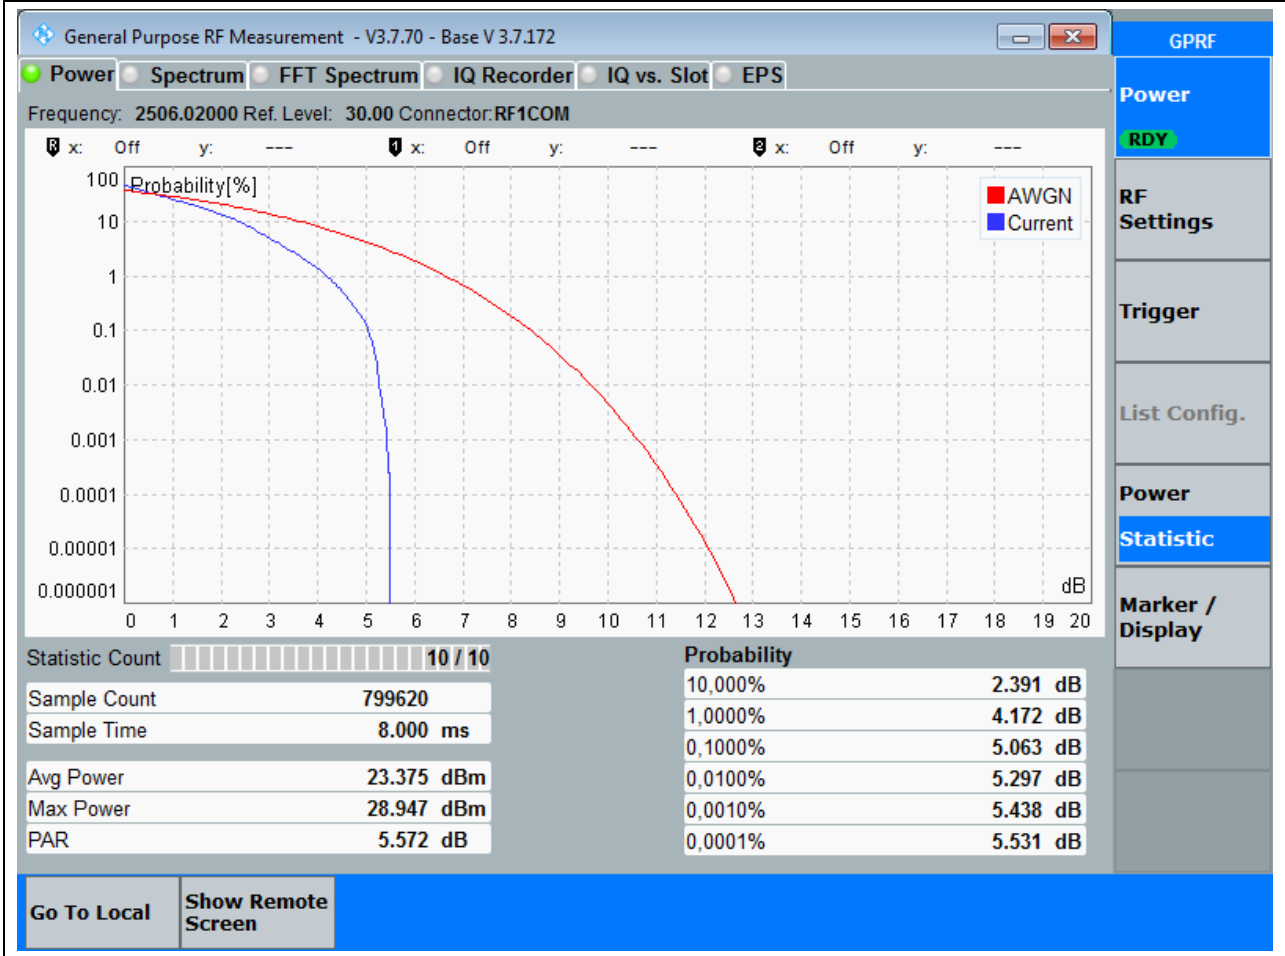 General Purpose RF Measurement - V3.7.70 - Base V 3.7.172
GPRF
Power Spectrum FFT Spectrum IQ Recorder IQ vs. Slot EPS
Frequency: 2506.02000 Ref. Level: 30.00 Connector:RF1COM
R x: Off y: --- 1 x: Off y: --- 2 x: Off y: ---
Probability[%]
100
10
1
0.1
0.01
0.001
0.0001
0.00001
0.000001
AWGN
Current
dB
0 1 2 3 4 5 6 7 8 9 10 11 12 13 14 15 16 17 18 19 20
Statistic Count 10 / 10
Sample Count 799620
Sample Time 8.000 ms
Avg Power 23.375 dBm
Max Power 28.947 dBm
PAR 5.572 dB
Probability
10,000% 2.391 dB
1,0000% 4.172 dB
0,1000% 5.063 dB
0,0100% 5.297 dB
0,0010% 5.438 dB
0,0001% 5.531 dB
Power
RDY
RF
Settings
Trigger
List Config.
Power
Statistic
Marker /
Display
Go To Local
Show Remote
Screen